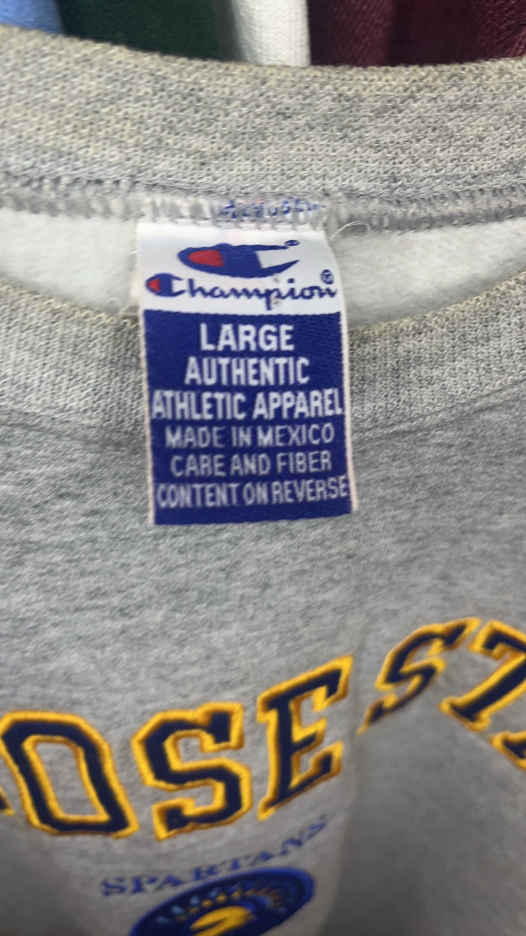 Champion
LARGE
AUTHENTIC
ATHLETIC APPAREL
MADE IN MEXICO
CARE AND FIBER
CONTENT ON REVERSE
OSE ST
SPARTANS